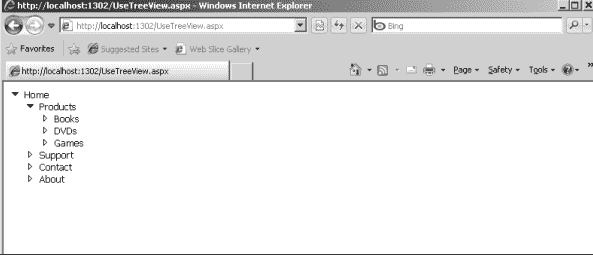 http://localhost:1302/UseTreeView.aspx - Windows Internet Explorer
http://localhost:1302/UseTreeView.aspx Bing
Favorites Suggested Sites Web Slice Gallery
http://localhost:1302/UseTreeView.aspx Page Safety Tools
Home
Products
Books
DVDs
Games
Support
Contact
About